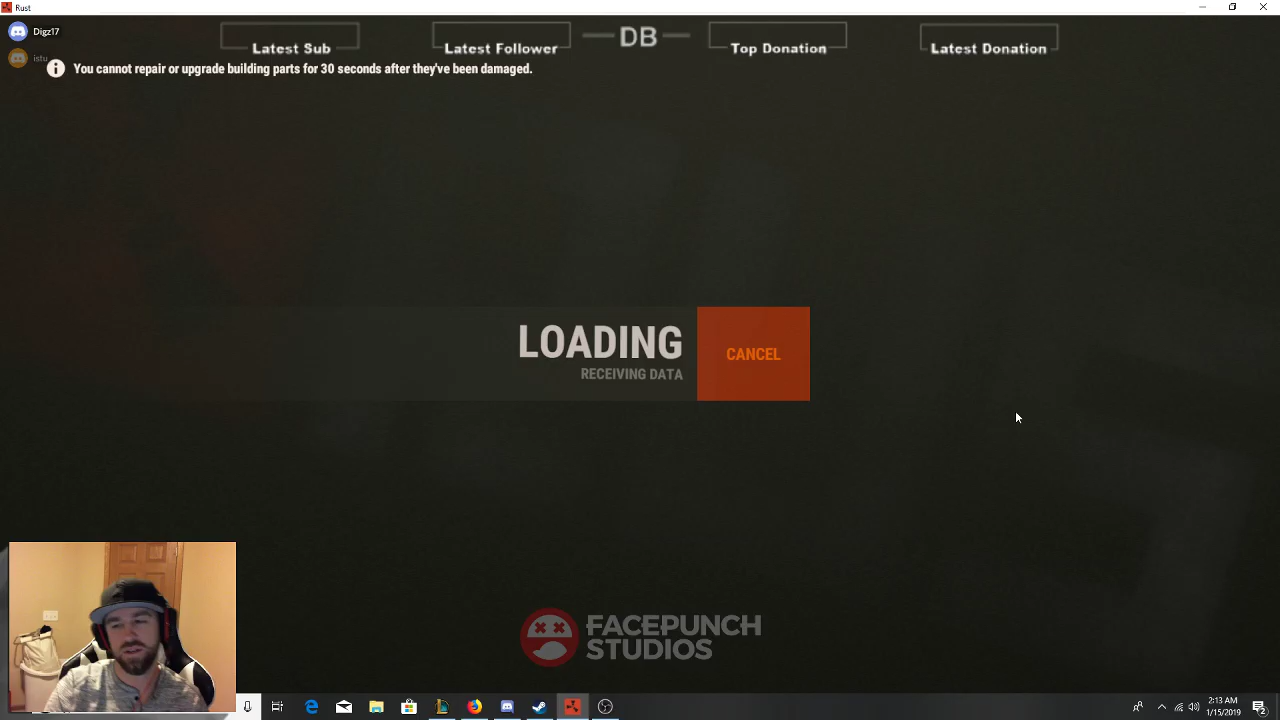 Rust
Digz17
istu
Latest Sub
Latest Follower
DB
Top Donation
Latest Donation
You cannot repair or upgrade building parts for 30 seconds after they've been damaged.
LOADING
RECEIVING DATA
CANCEL
FACEPUNCH
STUDIOS
2:13 AM
1/15/2019
2